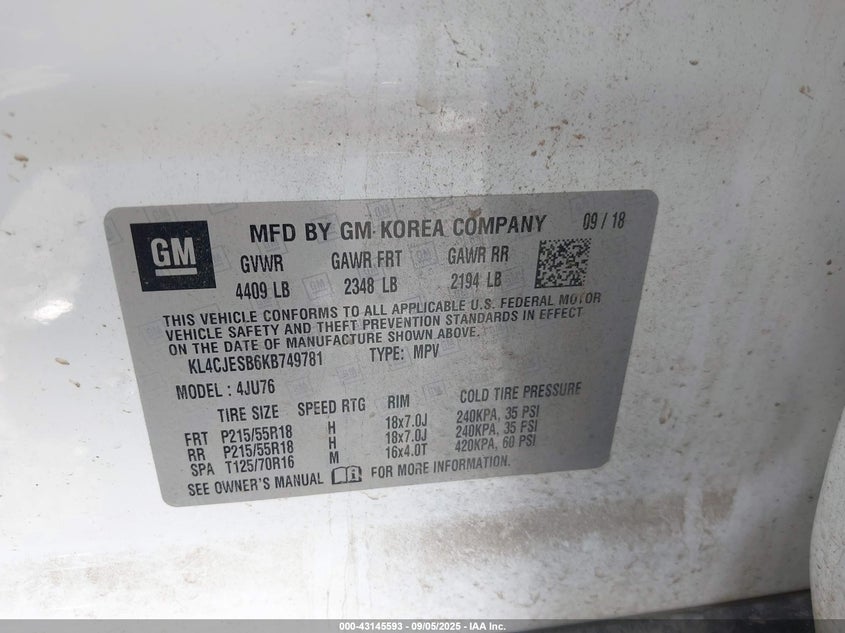 GM
MFD BY GM KOREA COMPANY 09 / 18
GVWR GAWR FRT GAWR RR
4409 LB 2348 LB 2194 LB
THIS VEHICLE CONFORMS TO ALL APPLICABLE U.S. FEDERAL MOTOR
VEHICLE SAFETY AND THEFT PREVENTION STANDARDS IN EFFECT
ON THE DATE OF MANUFACTURE SHOWN ABOVE.
KL4CJESB6KB749781 TYPE: MPV
MODEL : 4JU76
TIRE SIZE SPEED RTG RIM COLD TIRE PRESSURE
FRT P215/55R18 H 18x7.0J 240KPA, 35 PSI
RR P215/55R18 H 18x7.0J 240KPA, 35 PSI
SPA T125/70R16 M 16x4.0T 420KPA, 60 PSI
SEE OWNER'S MANUAL FOR MORE INFORMATION.
000-43145593 - 09/05/2025 - IAA Inc.